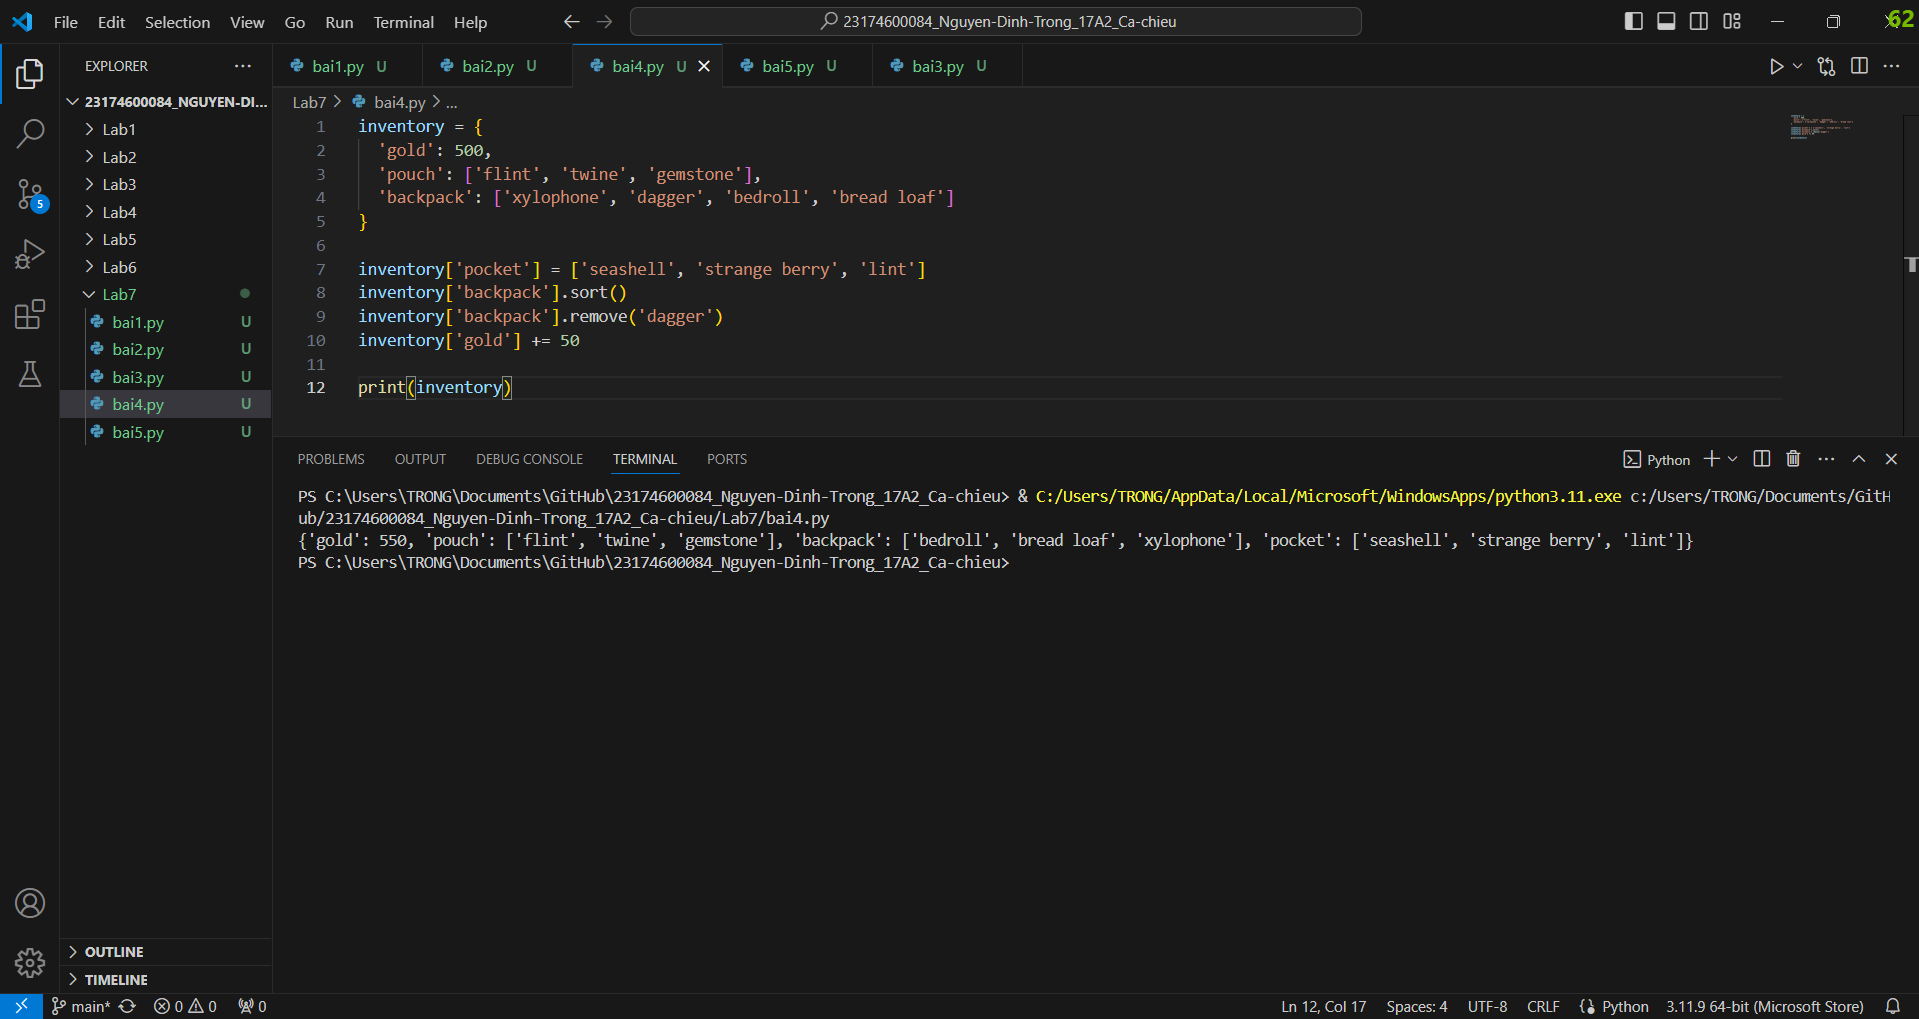 File Edit Selection View Go Run Terminal Help
23174600084_Nguyen-Dinh-Trong_17A2_Ca-chieu
62
EXPLORER
23174600084_NGUYEN-DI...
Lab1
Lab2
Lab3
Lab4
Lab5
Lab6
Lab7
bai1.py U
bai2.py U
bai3.py U
bai4.py U
bai5.py U
OUTLINE
TIMELINE
5
bai1.py U bai2.py U bai4.py U bai5.py U bai3.py U
Lab7 > bai4.py > ...
1 inventory = {
2 'gold': 500,
3 'pouch': ['flint', 'twine', 'gemstone'],
4 'backpack': ['xylophone', 'dagger', 'bedroll', 'bread loaf']
5 }
6
7 inventory['pocket'] = ['seashell', 'strange berry', 'lint']
8 inventory['backpack'].sort()
9 inventory['backpack'].remove('dagger')
10 inventory['gold'] += 50
11
12 print(inventory)
PROBLEMS OUTPUT DEBUG CONSOLE TERMINAL PORTS
Python
PS C:\Users\TRONG\Documents\GitHub\23174600084_Nguyen-Dinh-Trong_17A2_Ca-chieu> & C:/Users/TRONG/AppData/Local/Microsoft/WindowsApps/python3.11.exe c:/Users/TRONG/Documents/GitH
ub/23174600084_Nguyen-Dinh-Trong_17A2_Ca-chieu/Lab7/bai4.py
{'gold': 550, 'pouch': ['flint', 'twine', 'gemstone'], 'backpack': ['bedroll', 'bread loaf', 'xylophone'], 'pocket': ['seashell', 'strange berry', 'lint']}
PS C:\Users\TRONG\Documents\GitHub\23174600084_Nguyen-Dinh-Trong_17A2_Ca-chieu>
main* 0 0 0 Ln 12, Col 17 Spaces: 4 UTF-8 CRLF Python 3.11.9 64-bit (Microsoft Store)